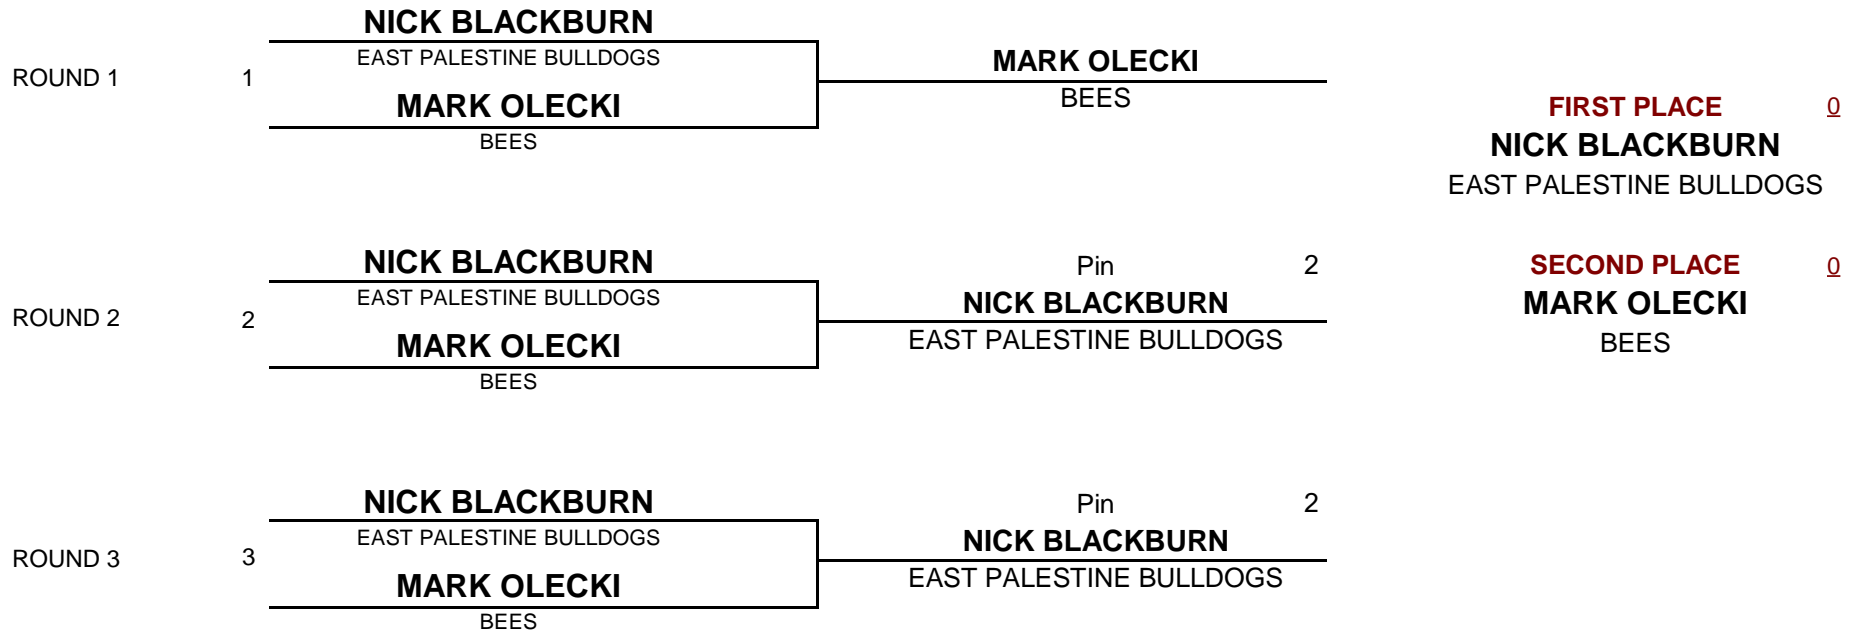 NICK BLACKBURN
EAST PALESTINE BULLDOGS
ROUND 1
1
MARK OLECKI
BEES
MARK OLECKI
BEES
FIRST PLACE 0
NICK BLACKBURN
EAST PALESTINE BULLDOGS
NICK BLACKBURN
EAST PALESTINE BULLDOGS
ROUND 2
2
MARK OLECKI
BEES
Pin 2
NICK BLACKBURN
EAST PALESTINE BULLDOGS
SECOND PLACE 0
MARK OLECKI
BEES
NICK BLACKBURN
EAST PALESTINE BULLDOGS
ROUND 3
3
MARK OLECKI
BEES
Pin 2
NICK BLACKBURN
EAST PALESTINE BULLDOGS